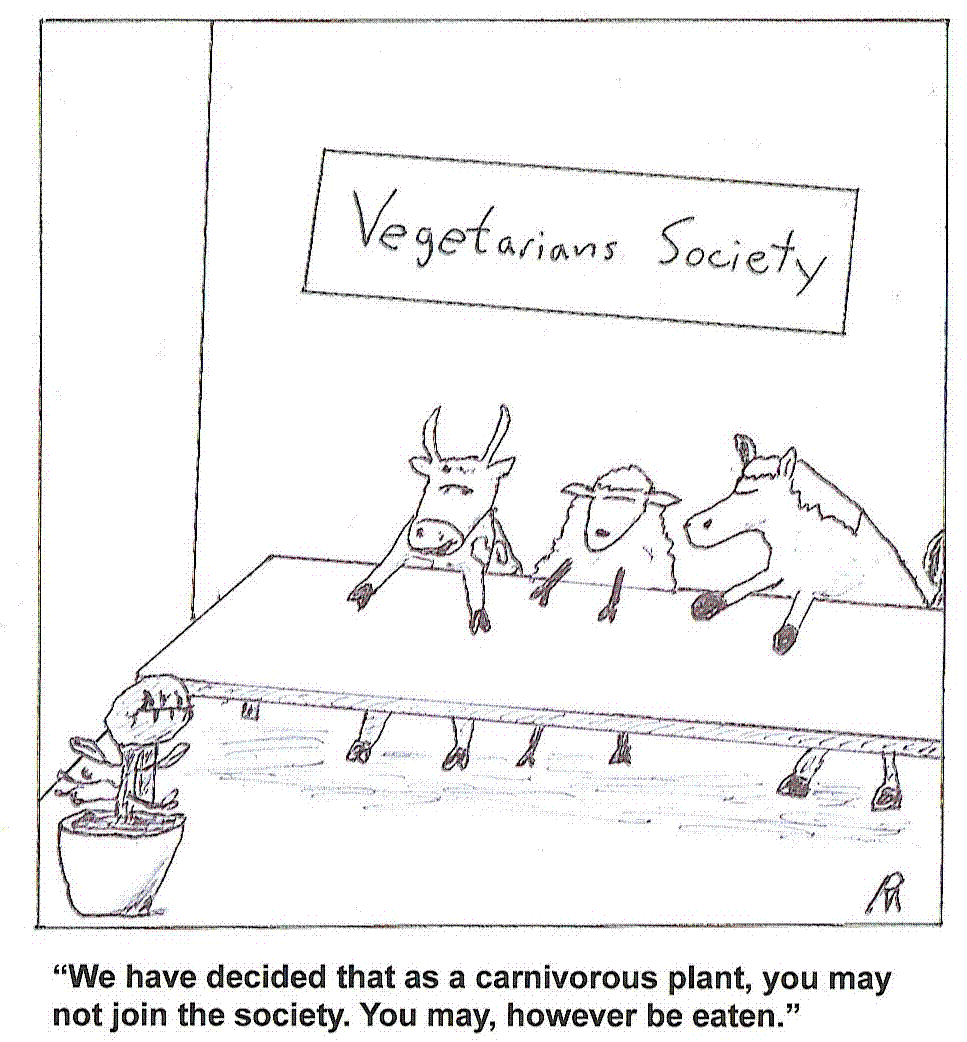 Vegetarians Society
“We have decided that as a carnivorous plant, you may
not join the society. You may, however be eaten.”